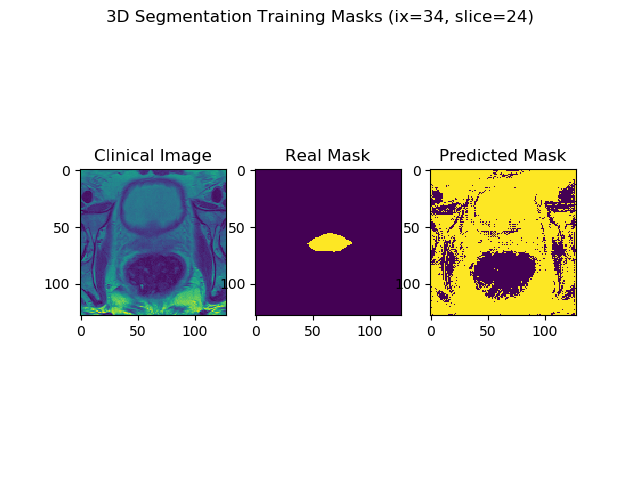 3D Segmentation Training Masks (ix=34, slice=24)
Clinical Image Real Mask Predicted Mask
0 0 0
50 50 50
100 100 100
0 50 100 0 50 100 0 50 100